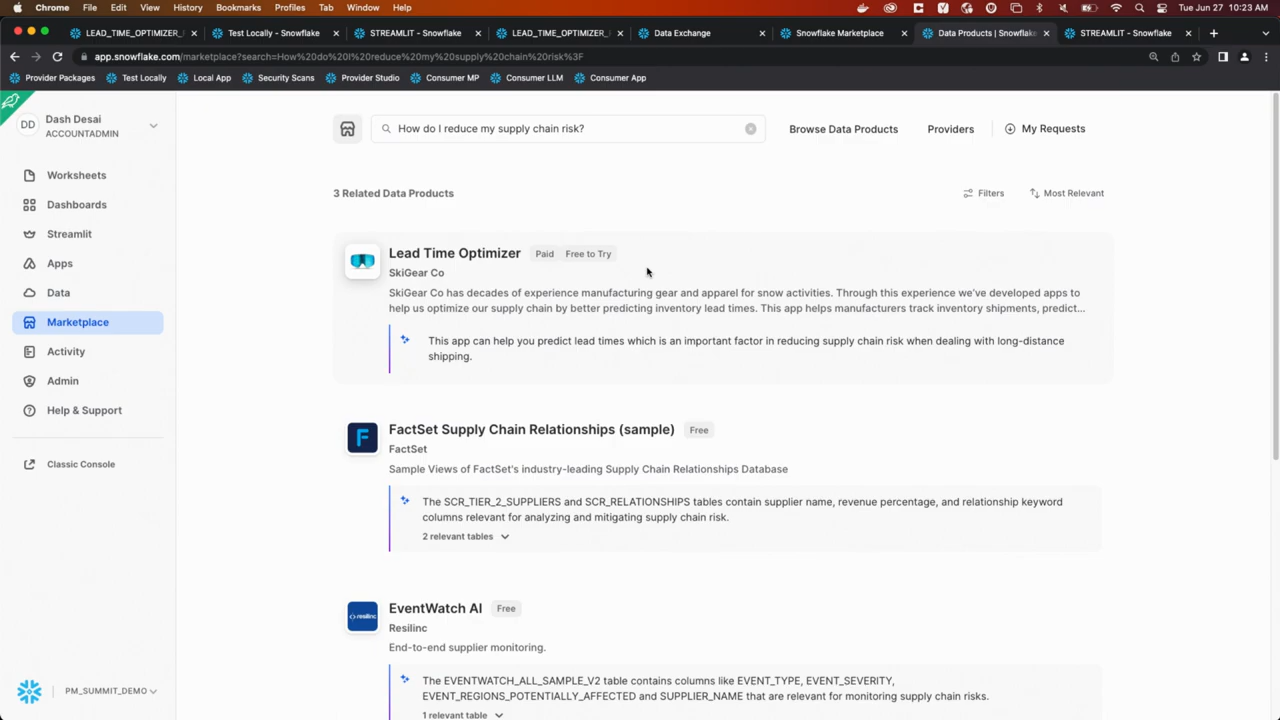 Chrome File Edit View History Bookmarks Profiles Tab Window Help Tue Jun 27 10:23 AM
LEAD_TIME_OPTIMIZER_ Test Locally - Snowflake STREAMLIT - Snowflake LEAD_TIME_OPTIMIZER_ Data Exchange Snowflake Marketplace Data Products | Snowflake STREAMLIT - Snowflake
app.snowflake.com/marketplace?search=How%20do%20I%20reduce%20my%20supply%20chain%20risk%3F
Provider Packages Test Locally Local App Security Scans Provider Studio Consumer MP Consumer LLM Consumer App
DD
Dash Desai
ACCOUNTADMIN
Worksheets
Dashboards
Streamlit
Apps
Data
Marketplace
Activity
Admin
Help & Support
Classic Console
PM_SUMMIT_DEMO
How do I reduce my supply chain risk?
Browse Data Products Providers My Requests
3 Related Data Products
Filters Most Relevant
Lead Time Optimizer Paid Free to Try
SkiGear Co
SkiGear Co has decades of experience manufacturing gear and apparel for snow activities. Through this experience we've developed apps to
help us optimize our supply chain by better predicting inventory lead times. This app helps manufacturers track inventory shipments, predict...
This app can help you predict lead times which is an important factor in reducing supply chain risk when dealing with long-distance
shipping.
F
FactSet Supply Chain Relationships (sample) Free
FactSet
Sample Views of FactSet's industry-leading Supply Chain Relationships Database
The SCR_TIER_2_SUPPLIERS and SCR_RELATIONSHIPS tables contain supplier name, revenue percentage, and relationship keyword
columns relevant for analyzing and mitigating supply chain risk.
2 relevant tables
resilinc
EventWatch AI Free
Resilinc
End-to-end supplier monitoring.
The EVENTWATCH_ALL_SAMPLE_V2 table contains columns like EVENT_TYPE, EVENT_SEVERITY,
EVENT_REGIONS_POTENTIALLY_AFFECTED and SUPPLIER_NAME that are relevant for monitoring supply chain risks.
1 relevant table